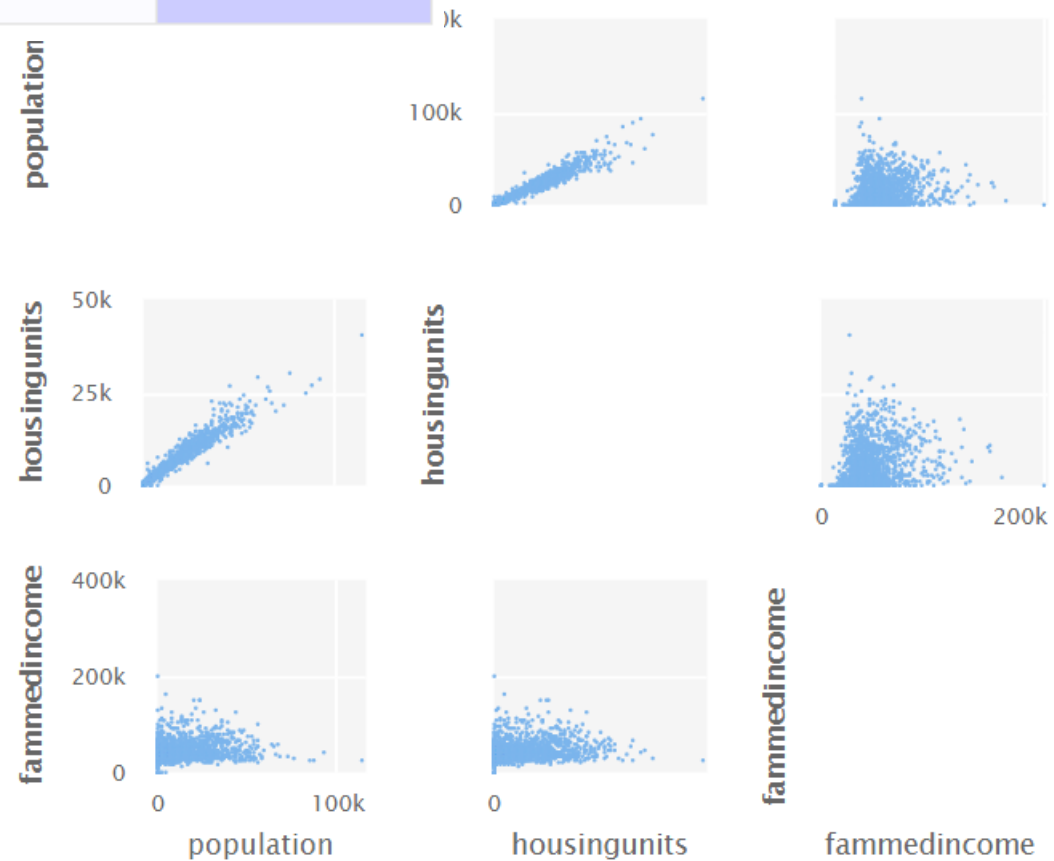 0k
population
100k
0
50k
housingunits
25k
0
housingunits
0
200k
400k
fammedincome
200k
0
fammedincome
0
100k
0
population
housingunits
fammedincome